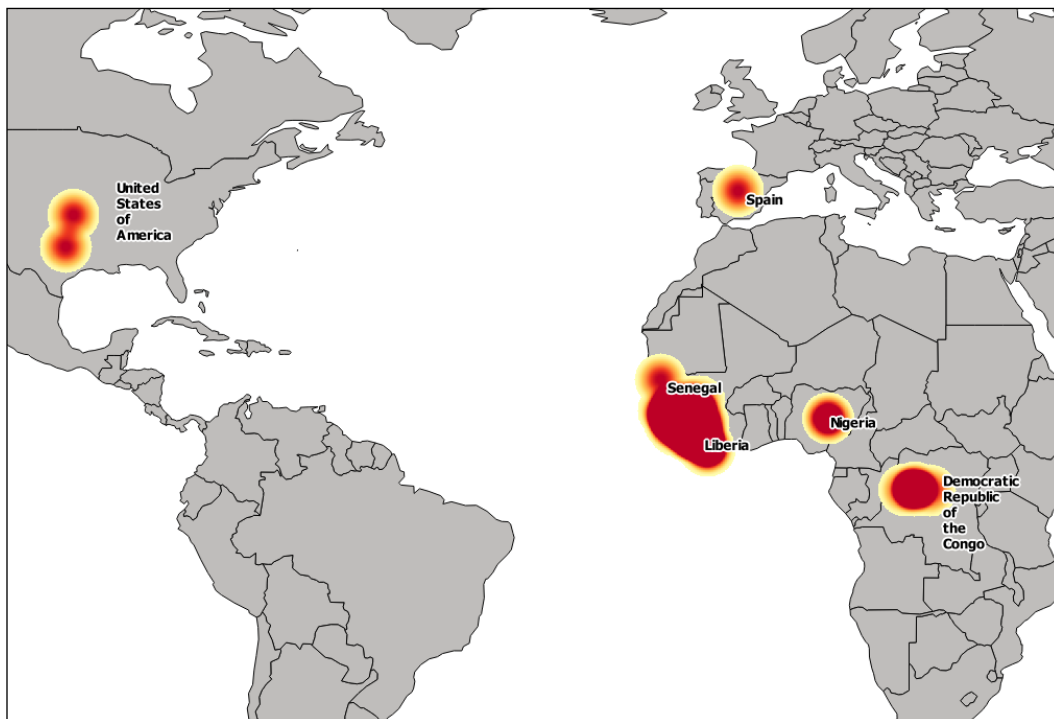 United
States
of
America
Spain
Senegal
Liberia
Nigeria
Democratic
Republic
of
the
Congo